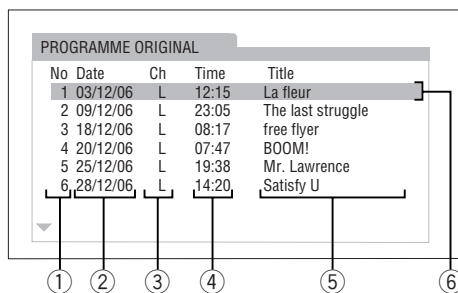 PROGRAMME ORIGINAL
No Date Ch Time Title
1 03/12/06 L 12:15 La fleur
2 09/12/06 L 23:05 The last struggle
3 18/12/06 L 08:17 free flyer
4 20/12/06 L 07:47 BOOM!
5 25/12/06 L 19:38 Mr. Lawrence
6 28/12/06 L 14:20 Satisfy U
① ② ③ ④ ⑤ ⑥